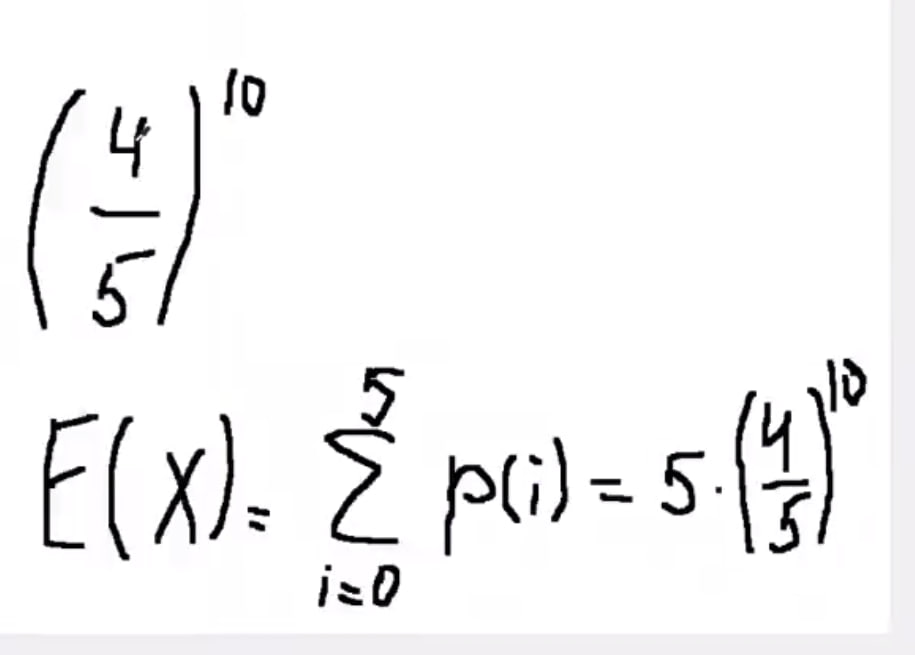 (4/5)^10
E(X) = ∑_{i=0}^{5} p(i) = 5·(4/5)^10